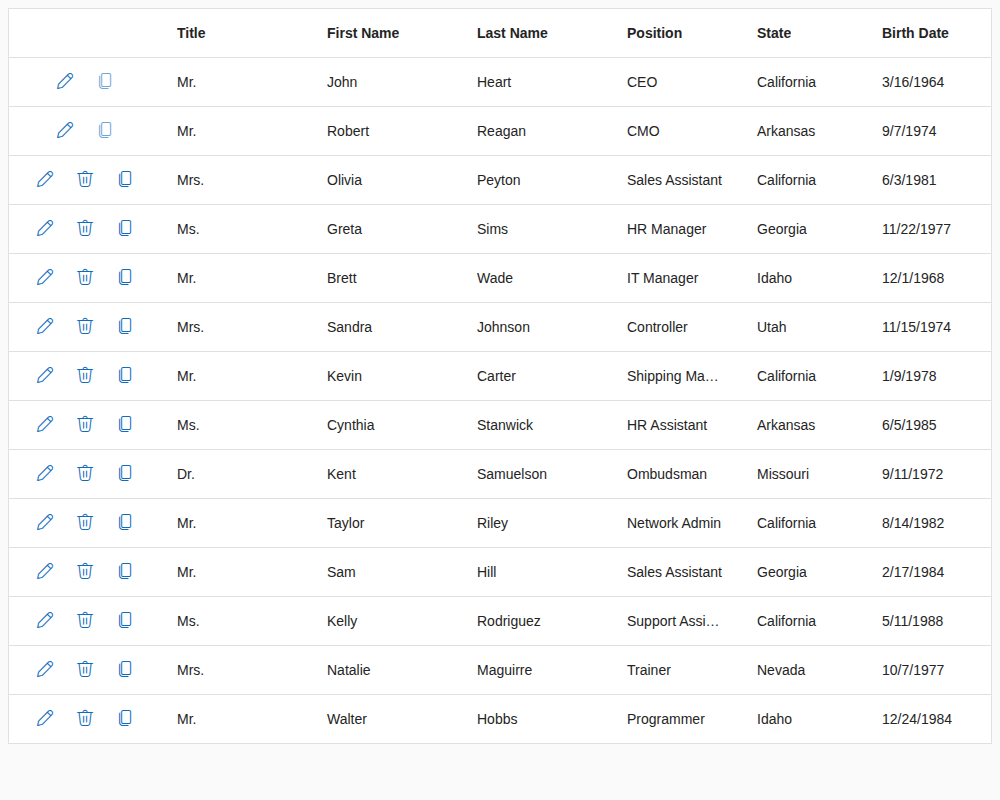 Title First Name Last Name Position State Birth Date
Mr. John Heart CEO California 3/16/1964
Mr. Robert Reagan CMO Arkansas 9/7/1974
Mrs. Olivia Peyton Sales Assistant California 6/3/1981
Ms. Greta Sims HR Manager Georgia 11/22/1977
Mr. Brett Wade IT Manager Idaho 12/1/1968
Mrs. Sandra Johnson Controller Utah 11/15/1974
Mr. Kevin Carter Shipping Ma… California 1/9/1978
Ms. Cynthia Stanwick HR Assistant Arkansas 6/5/1985
Dr. Kent Samuelson Ombudsman Missouri 9/11/1972
Mr. Taylor Riley Network Admin California 8/14/1982
Mr. Sam Hill Sales Assistant Georgia 2/17/1984
Ms. Kelly Rodriguez Support Assi… California 5/11/1988
Mrs. Natalie Maguirre Trainer Nevada 10/7/1977
Mr. Walter Hobbs Programmer Idaho 12/24/1984